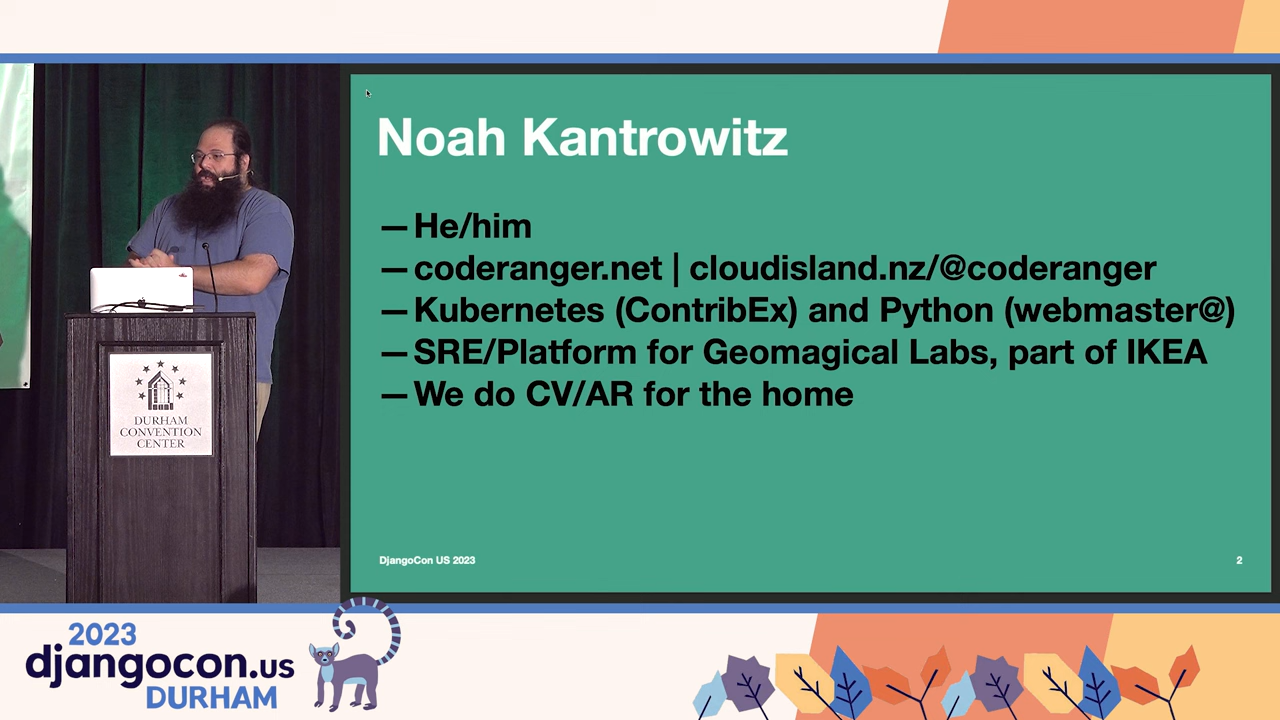 Noah Kantrowitz
— He/him
— coderanger.net | cloudisland.nz/@coderanger
— Kubernetes (ContribEx) and Python (webmaster@)
— SRE/Platform for Geomagical Labs, part of IKEA
— We do CV/AR for the home
DjangoCon US 2023
2
DURHAM
CONVENTION
CENTER
2023
djangocon.us
DURHAM